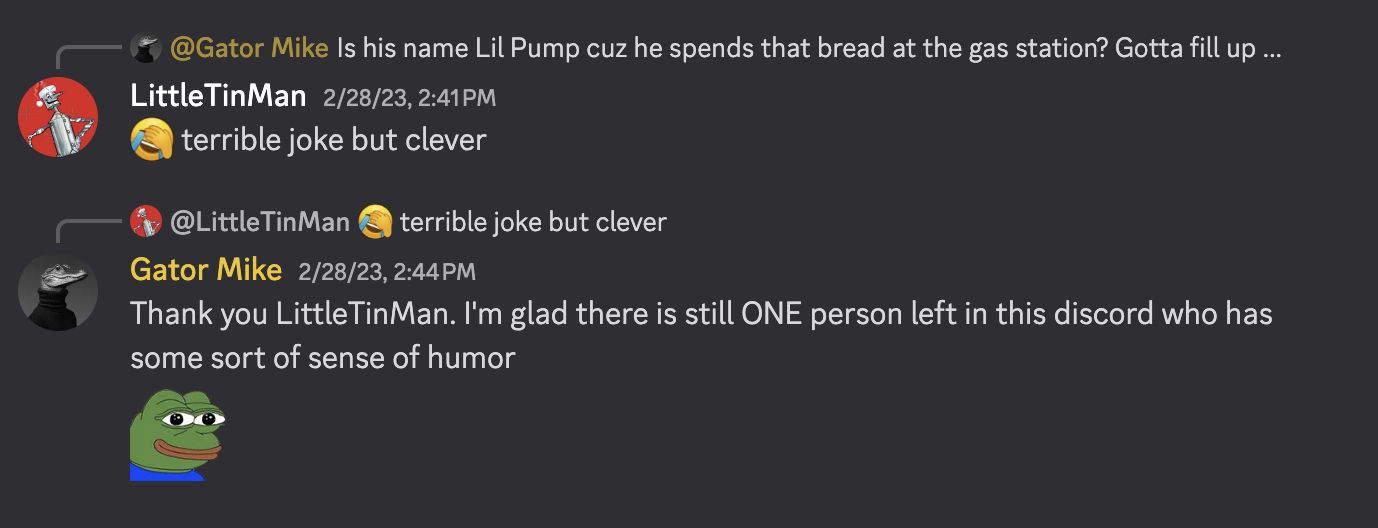 @Gator Mike Is his name Lil Pump cuz he spends that bread at the gas station? Gotta fill up ...
LittleTinMan 2/28/23, 2:41 PM
🤣 terrible joke but clever
@LittleTinMan 🤣 terrible joke but clever
Gator Mike 2/28/23, 2:44 PM
Thank you LittleTinMan. I'm glad there is still ONE person left in this discord who has
some sort of sense of humor